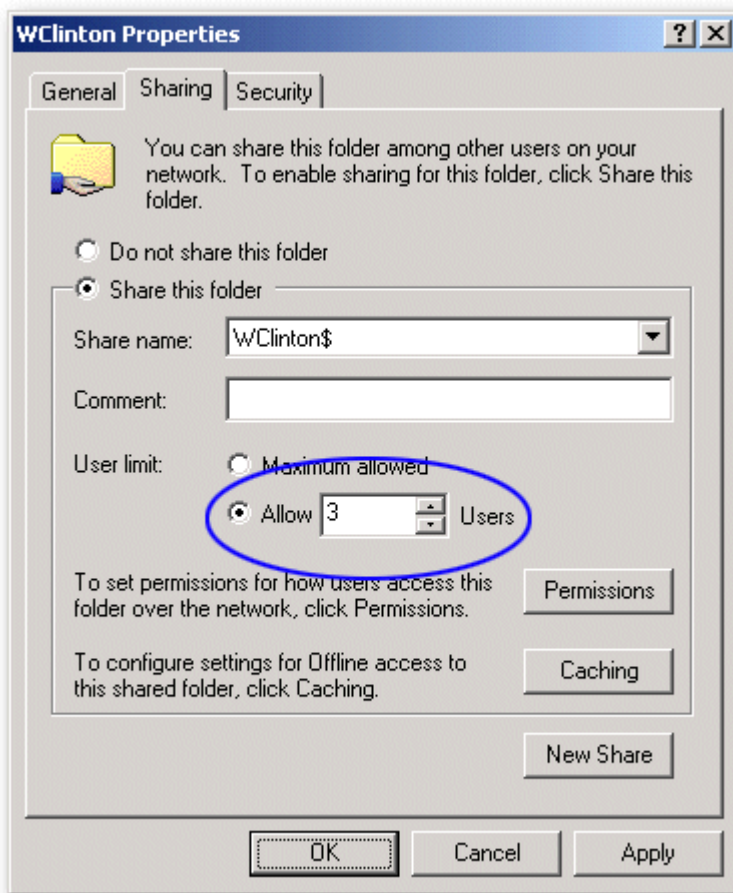 WClinton Properties
General Sharing Security
You can share this folder among other users on your
network. To enable sharing for this folder, click Share this
folder.
Do not share this folder
Share this folder
Share name: WClinton$
Comment:
User limit: Maximum allowed
Allow 3 Users
To set permissions for how users access this
folder over the network, click Permissions.
Permissions
To configure settings for Offline access to
this shared folder, click Caching.
Caching
New Share
OK Cancel Apply